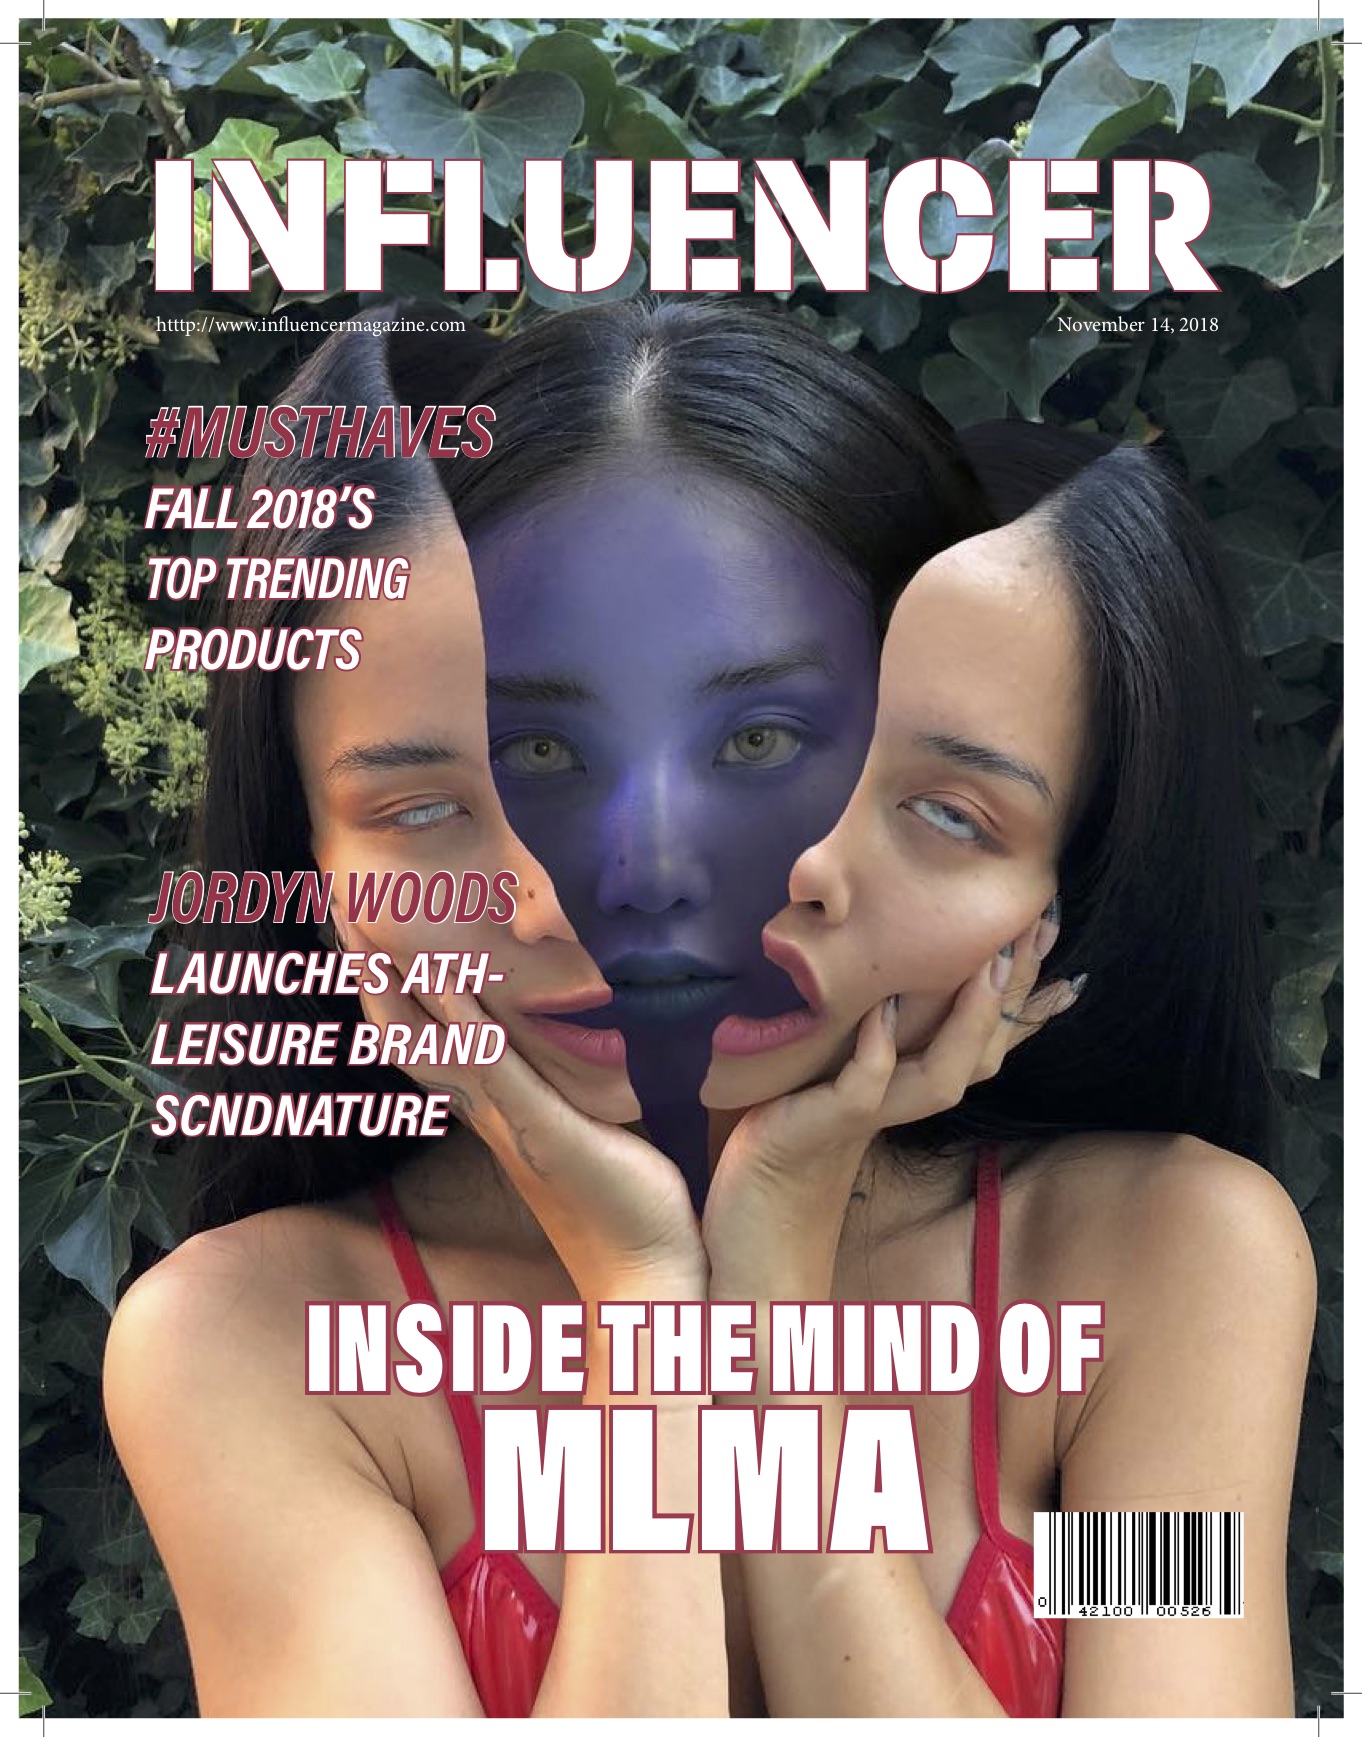 INFLUENCER
htttp://www.influencermagazine.com
November 14, 2018
#MUSTHAVES
FALL 2018'S
TOP TRENDING
PRODUCTS
JORDYN WOODS
LAUNCHES ATH-
LEISURE BRAND
SCNDNATURE
INSIDE THE MIND OF
MLMA
0 42100 00526